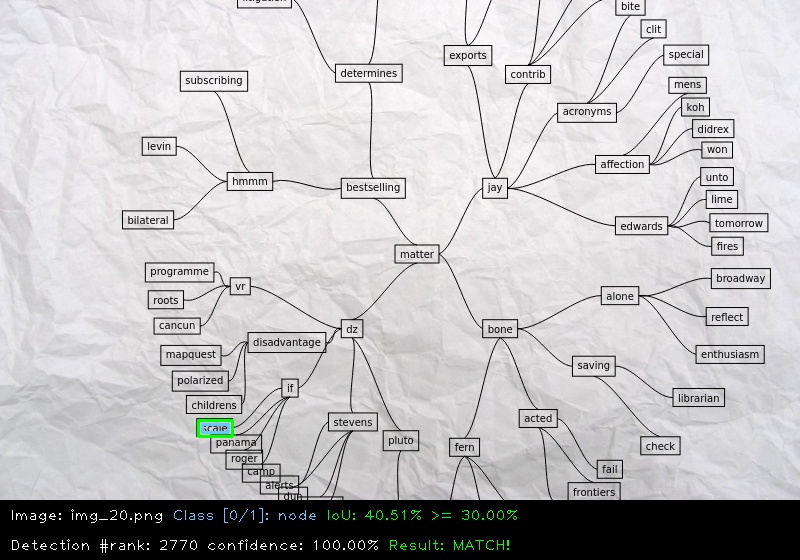 bite
clit
exports
special
determines
contrib
subscribing
mens
koh
acronyms
didrex
levin
won
affection
unto
hmmm
bestselling
jay
lime
bilateral
tomorrow
edwards
fires
matter
programme
broadway
vr
alone
roots
reflect
cancun
dz
bone
disadvantage
mapquest
enthusiasm
saving
polarized
if
librarian
childrens
acted
stevens
scale
pluto
panama
fern
check
roger
fail
camp
alerts
frontiers
Image: img_20.png Class [0/1]: node IoU: 40.51% >= 30.00%
Detection #rank: 2770 confidence: 100.00% Result: MATCH!